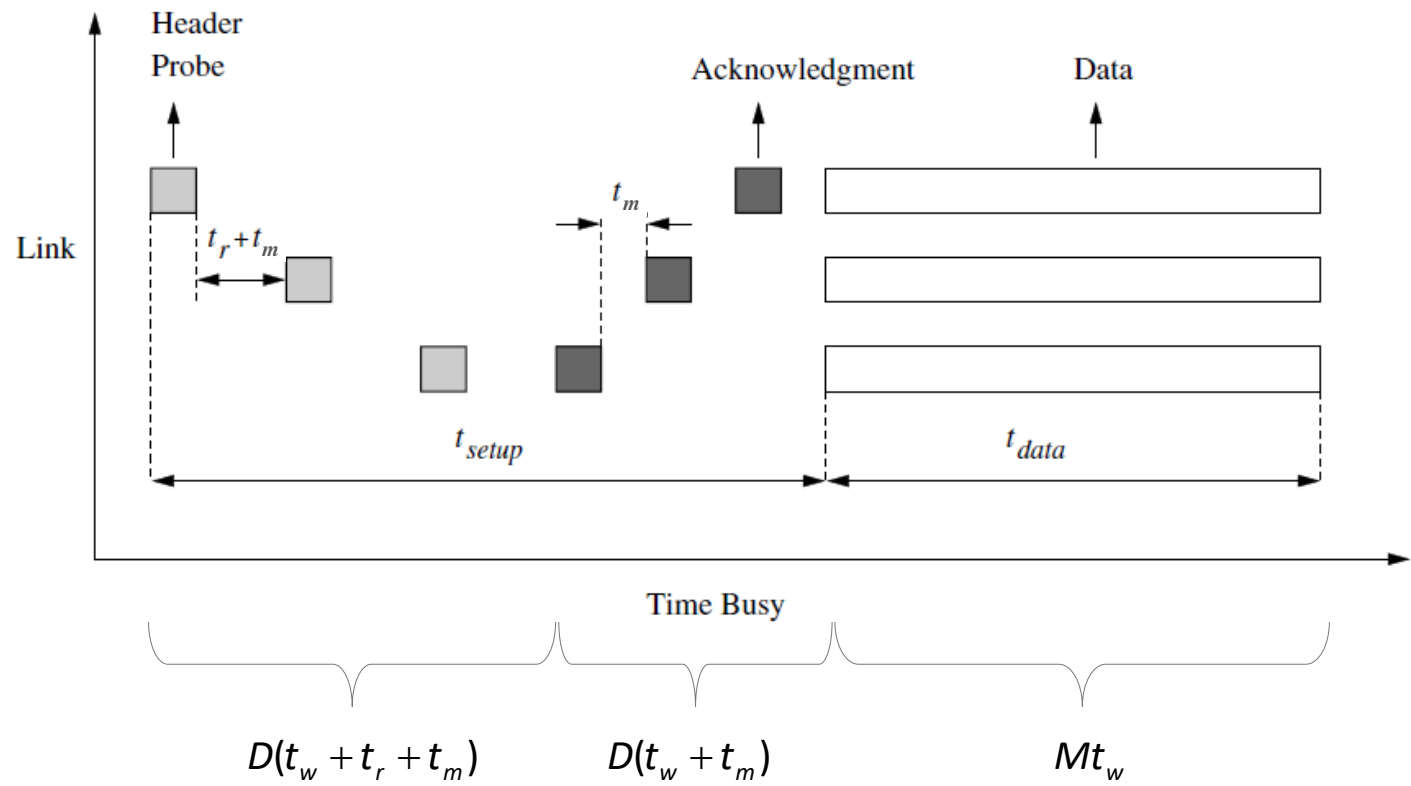 Header
Probe
Acknowledgment
Data
t_m
t_r+t_m
Link
t_setup
t_data
Time Busy
D(t_w + t_r + t_m)
D(t_w + t_m)
Mt_w